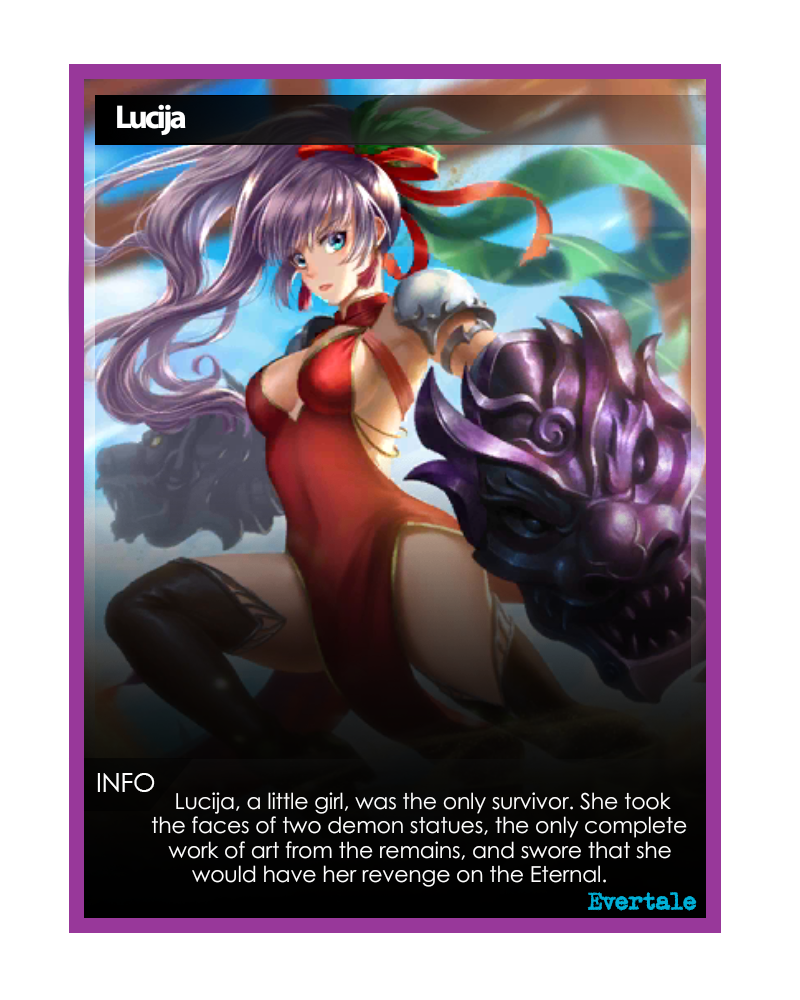 Lucija
INFO
Lucija, a little girl, was the only survivor. She took
the faces of two demon statues, the only complete
work of art from the remains, and swore that she
would have her revenge on the Eternal.
Evertale